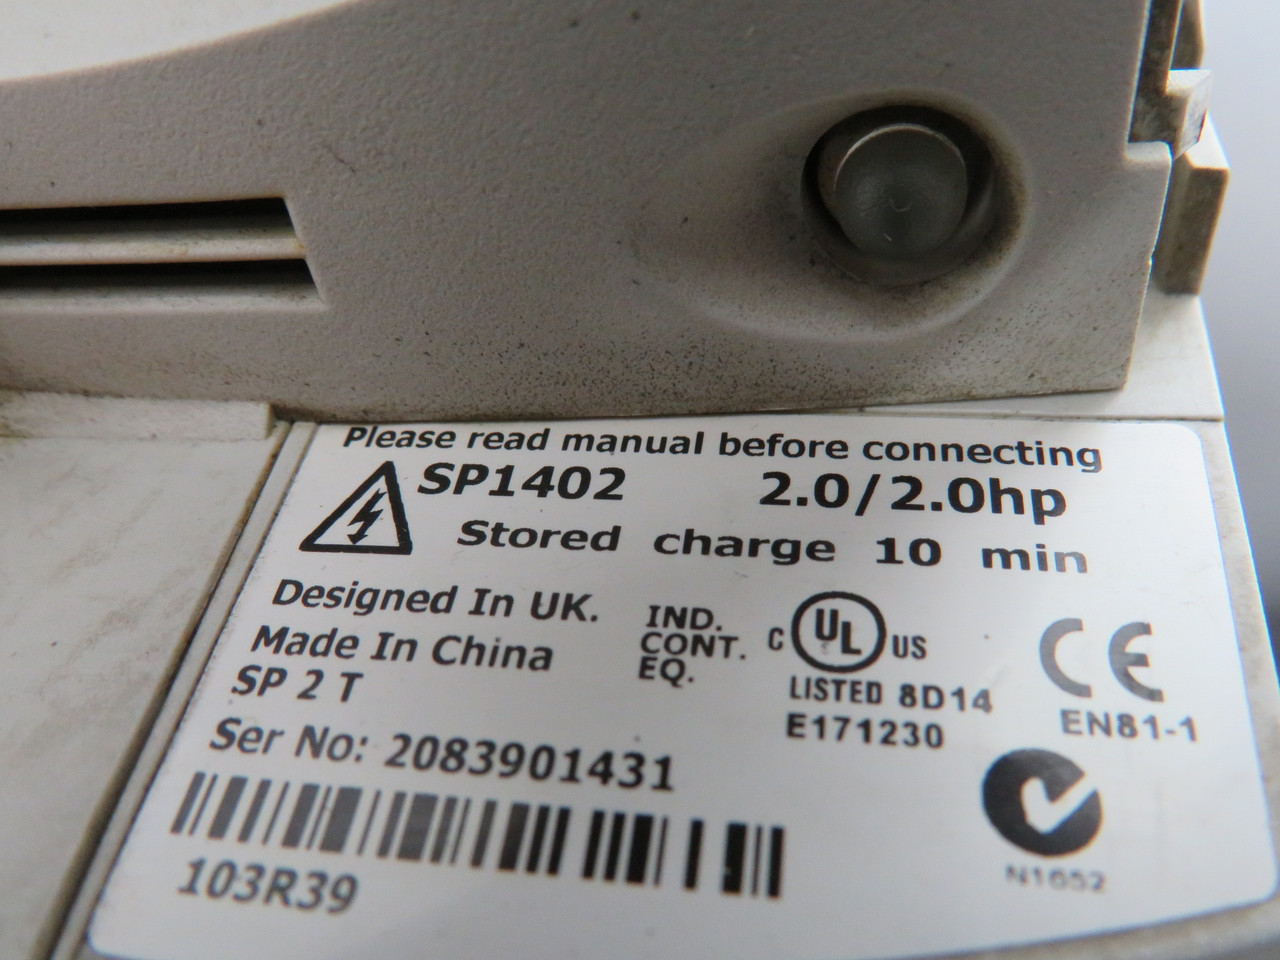 Please read manual before connecting
SP1402 2.0/2.0hp
Stored charge 10 min
Designed In UK.
Made In China
SP 2 T
IND.
CONT.
EQ.
C UL US
LISTED 8D14
E171230
CE
EN81-1
Ser No: 2083901431
103R39
N1652